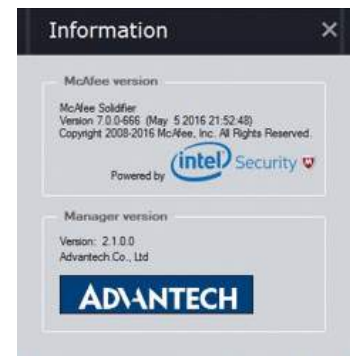 Information
McAfee version
McAfee Solidifier
Version 7.0.0-666 (May 5 2016 21:52:48)
Copyright 2008-2016 McAfee, Inc. All Rights Reserved.
Powered by
intel Security
Manager version
Version: 2.1.0.0
Advantech Co., Ltd
ADVANTECH